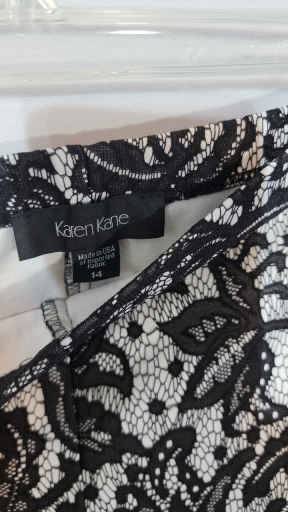 Karen Kane
Made in USA
of Imported
Fabric
14